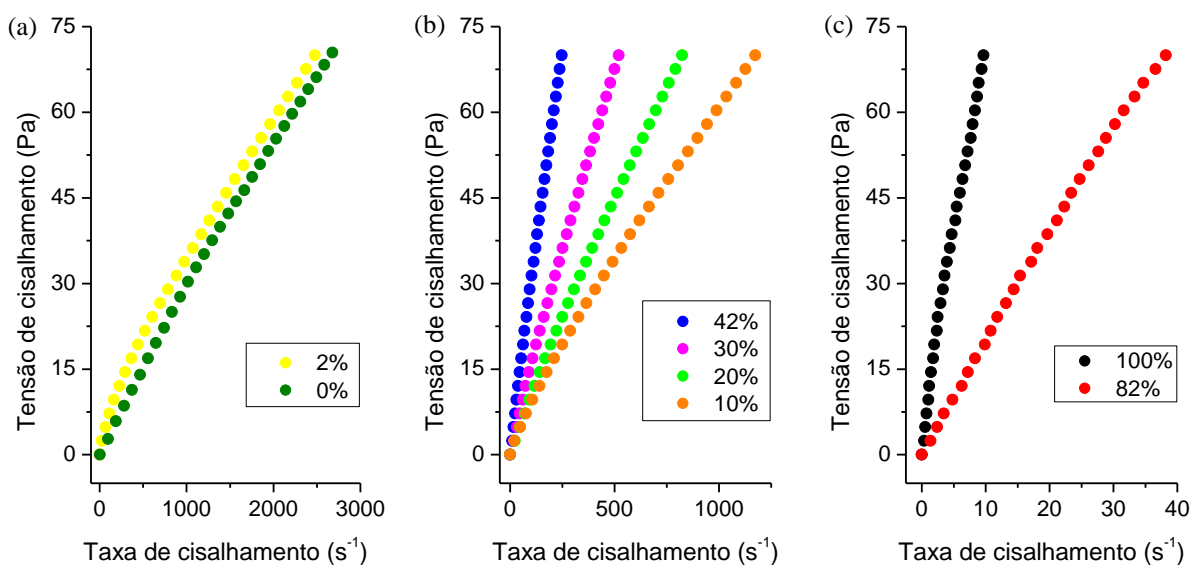 (a)
Tensão de cisalhamento (Pa)
75
60
45
30
15
0
2%
0%
0 1000 2000 3000
Taxa de cisalhamento (s-1)
(b)
Tensão de cisalhamento (Pa)
75
60
45
30
15
0
42%
30%
20%
10%
0 500 1000
Taxa de cisalhamento (s-1)
(c)
Tensão de cisalhamento (Pa)
75
60
45
30
15
0
100%
82%
0 10 20 30 40
Taxa de cisalhamento (s-1)